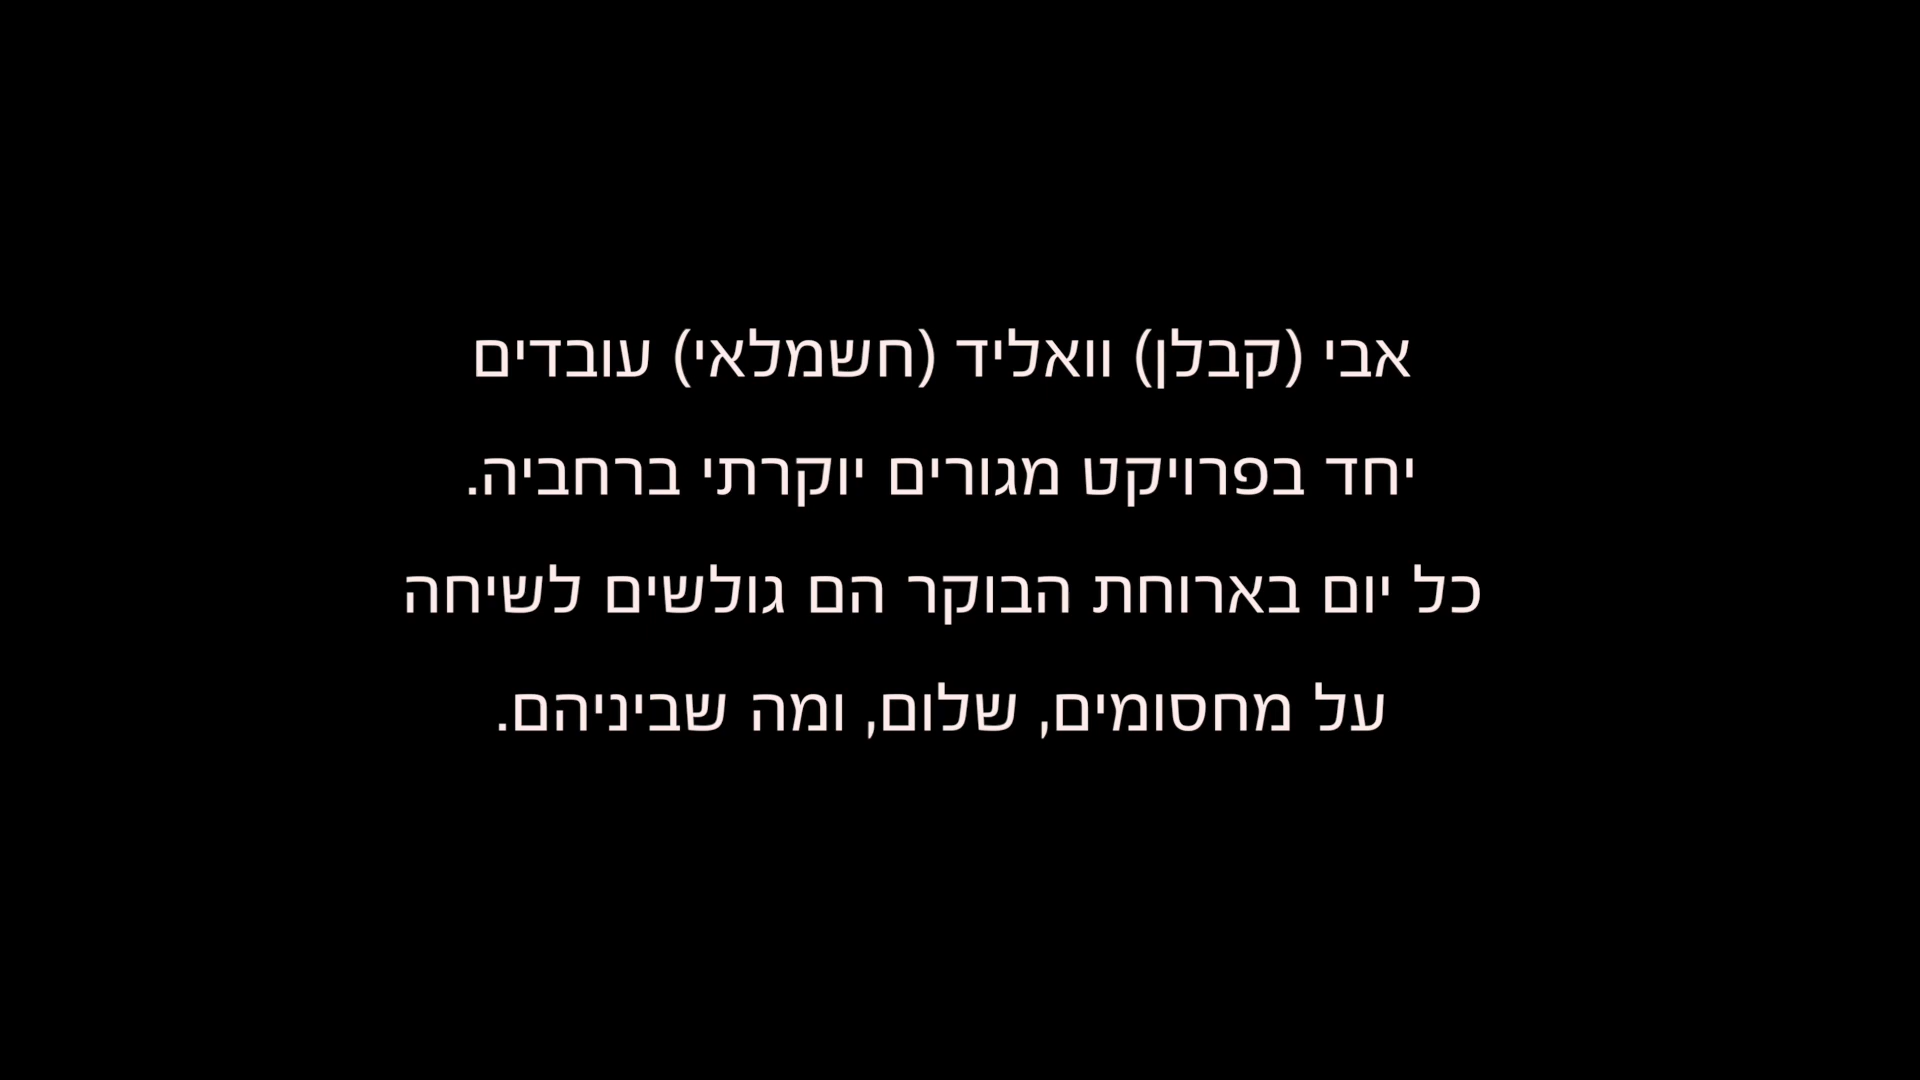 אבי (קבלן) וואליד (חשמלאי) עובדים
יחד בפרויקט מגורים יוקרתי ברחביה.
כל יום בארוחת הבוקר הם גולשים לשיחה
על מחסומים, שלום, ומה שביניהם.